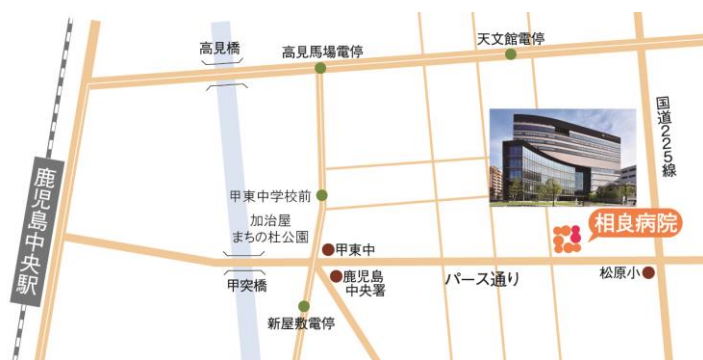 高見橋
高見馬場電停
天文館電停
国道225線
鹿児島中央駅
甲東中学校前
加治屋
まちの杜公園
相良病院
甲東中
甲突橋
鹿児島
中央署
パース通り
松原小
新屋敷電停